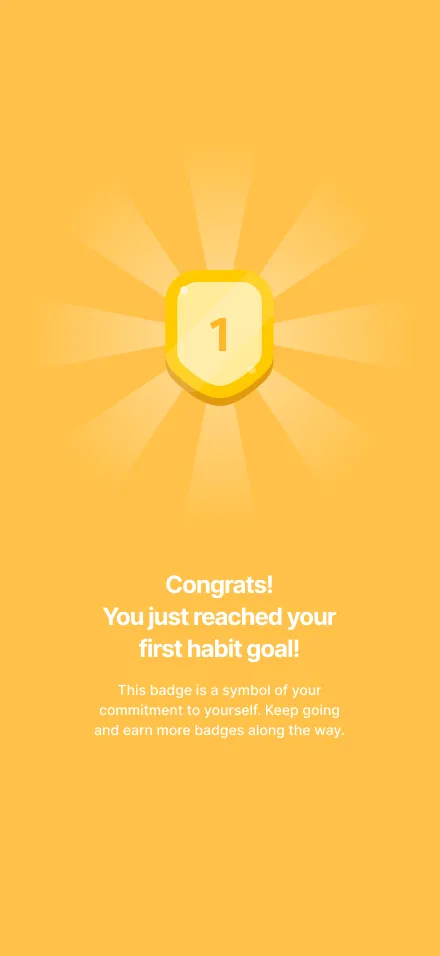 1
Congrats!
You just reached your
first habit goal!
This badge is a symbol of your
commitment to yourself. Keep going
and earn more badges along the way.